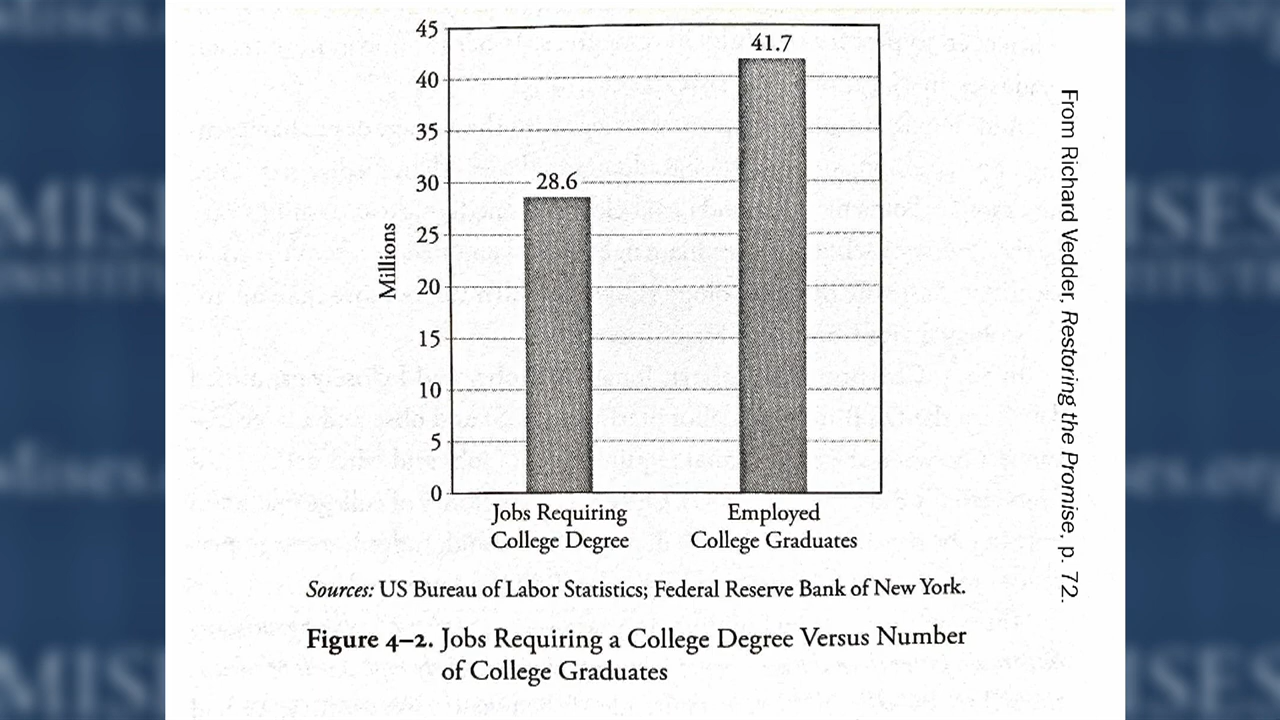 45
40
35
30
25
20
15
10
5
0
Millions
28.6
41.7
Jobs Requiring
College Degree
Employed
College Graduates
Sources: US Bureau of Labor Statistics; Federal Reserve Bank of New York.
Figure 4–2. Jobs Requiring a College Degree Versus Number
of College Graduates
From Richard Vedder, Restoring the Promise, p. 72.